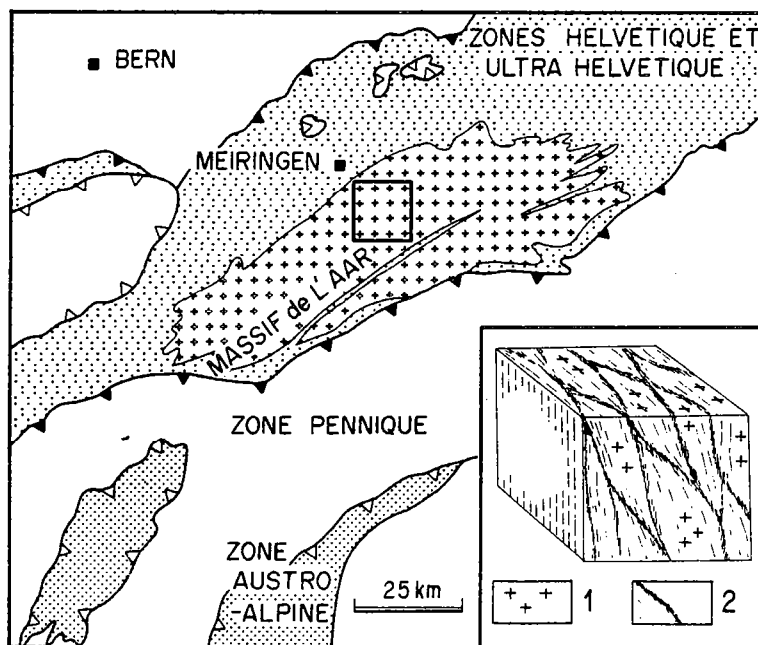 ZONES HELVETIQUE ET
ULTRA HELVETIQUE
BERN
MEIRINGEN
MASSIF de L'AAR
ZONE PENNIQUE
ZONE
AUSTRO
-ALPINE
25 km
1
2